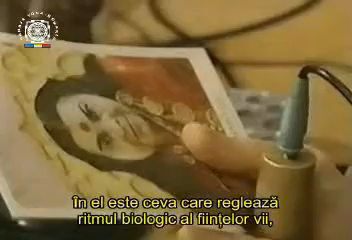 în el este ceva care reglează
ritmul biologic al ființelor vii,